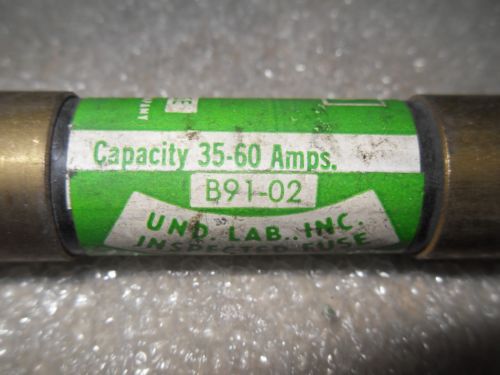 Capacity 35-60 Amps.
B91-02
UND. LAB., INC.
INSPECTED FUSE